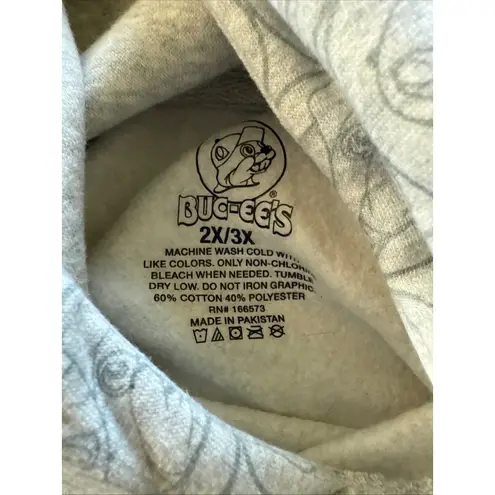 BUC-EE'S®
2X/3X
MACHINE WASH COLD WITH
LIKE COLORS. ONLY NON-CHLORINE
BLEACH WHEN NEEDED. TUMBLE
DRY LOW. DO NOT IRON GRAPHIC.
60% COTTON 40% POLYESTER
RN# 166573
MADE IN PAKISTAN